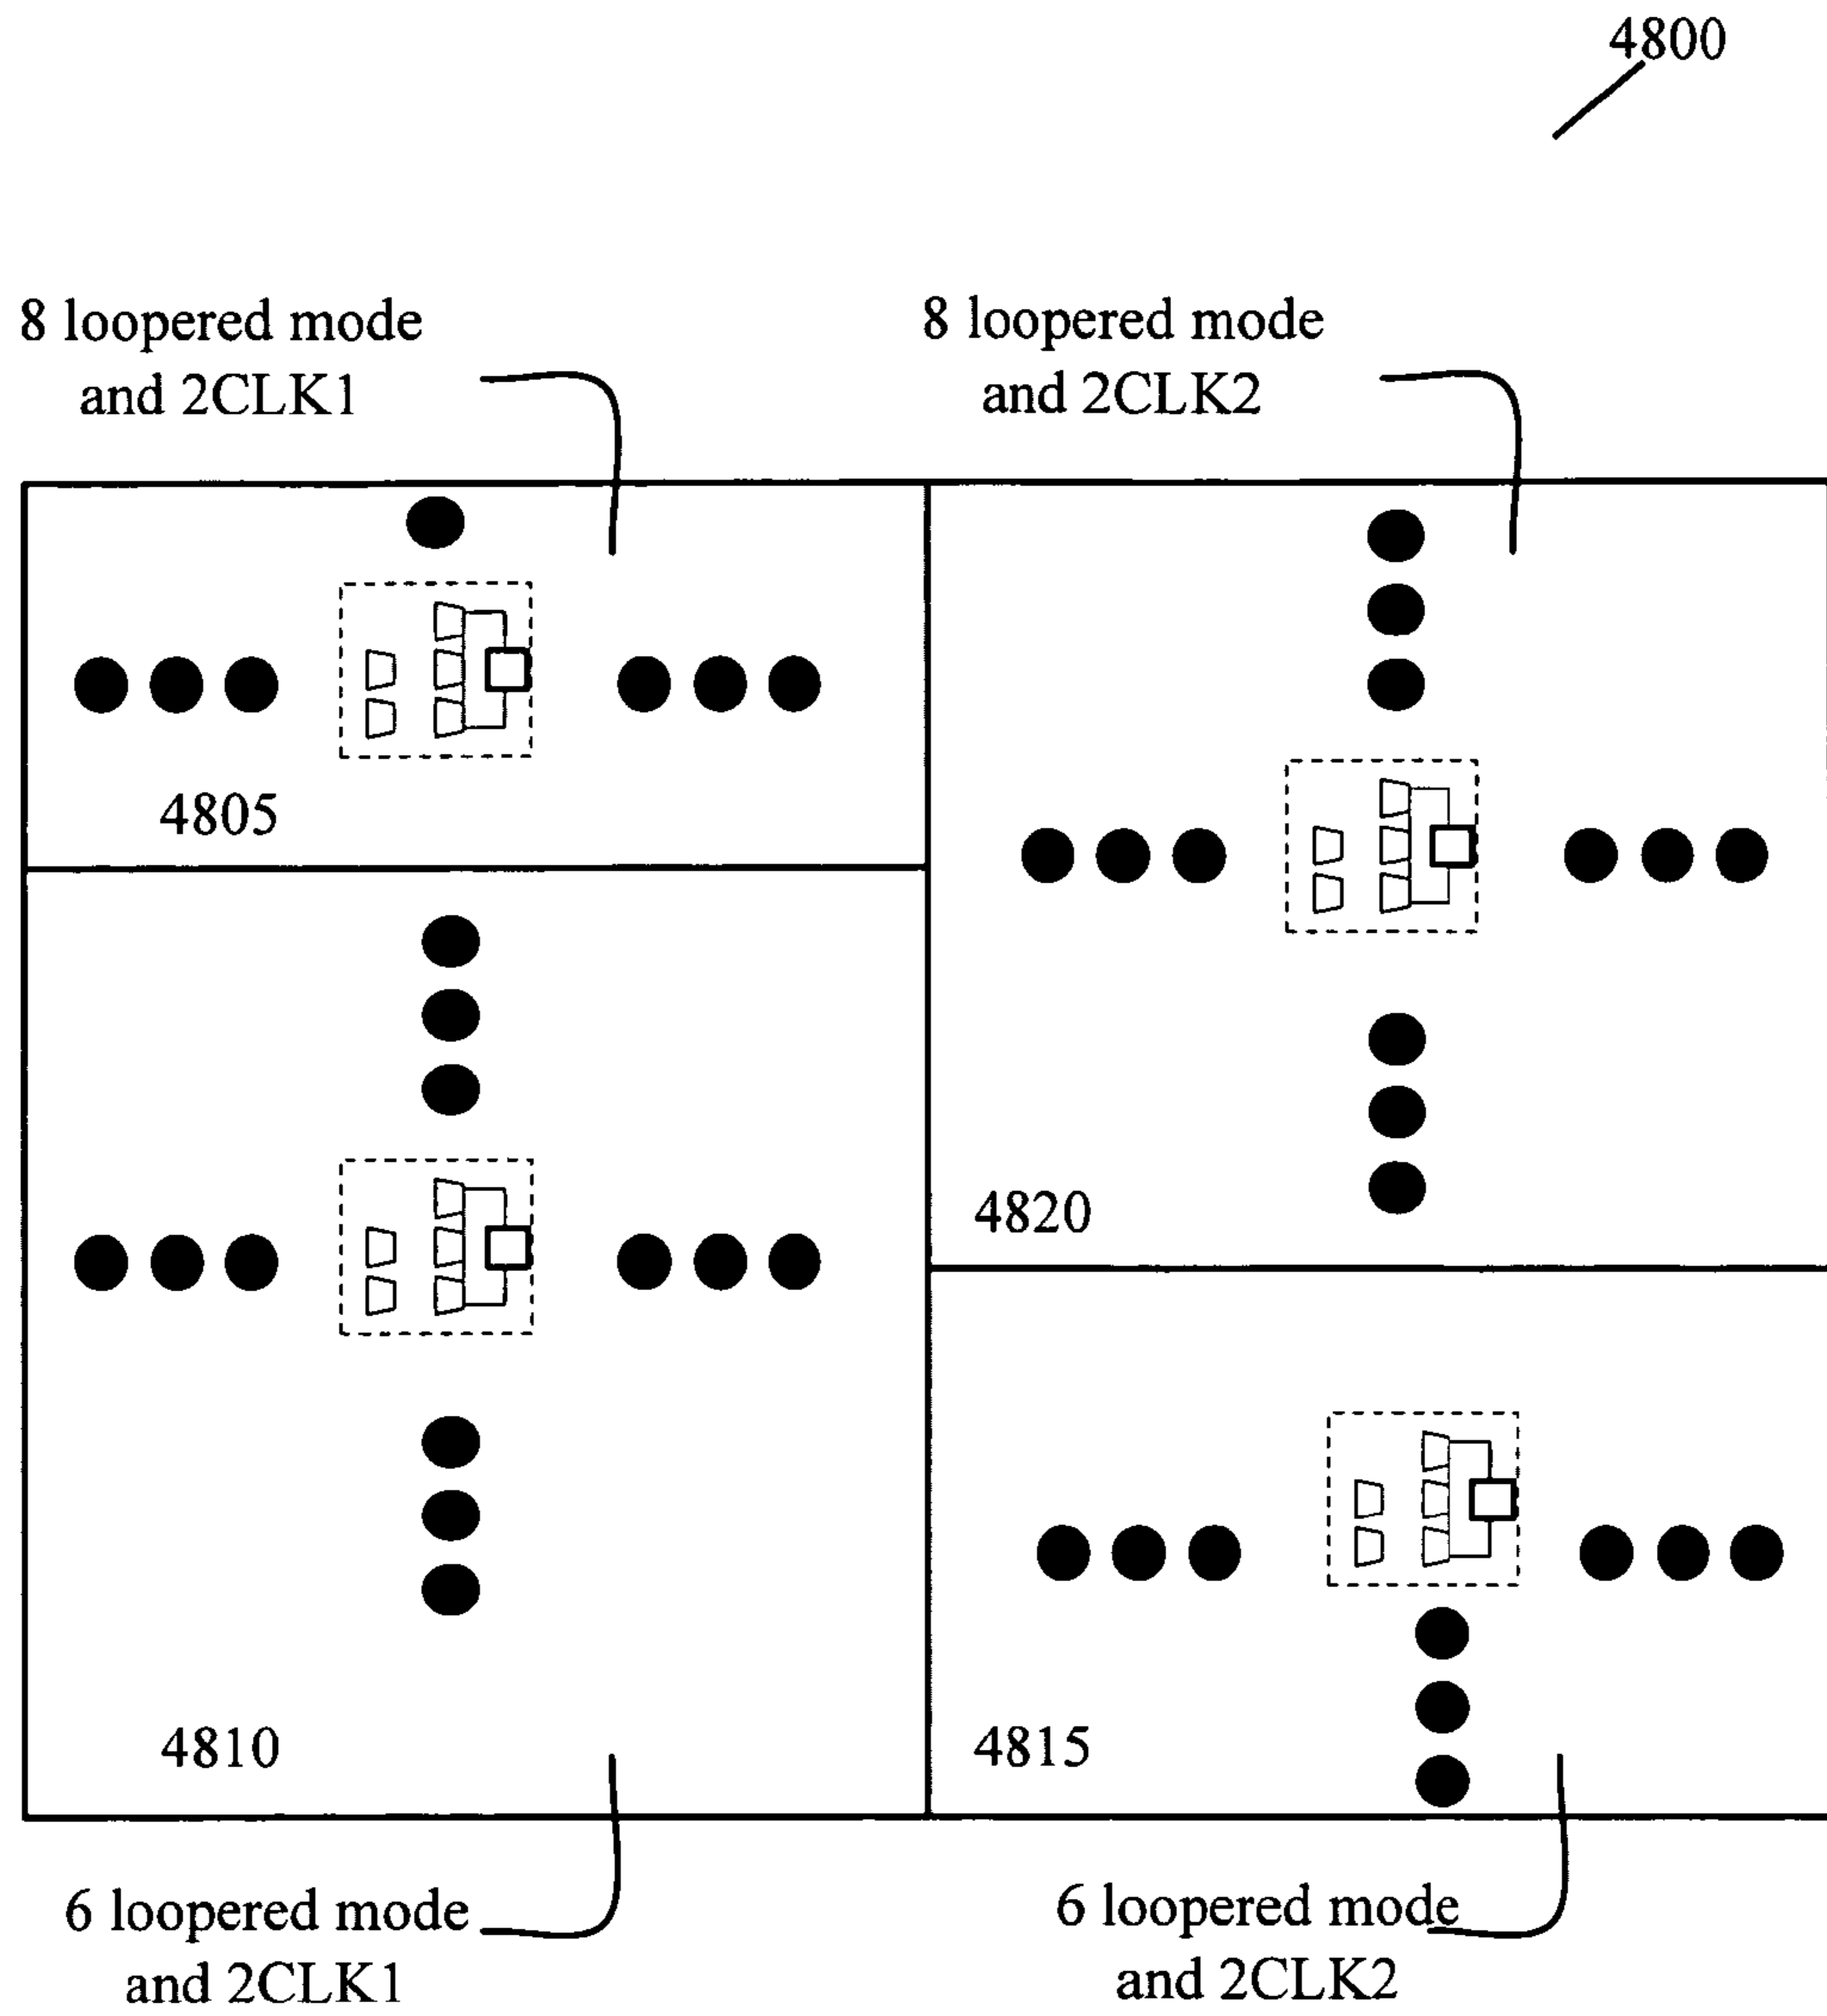 4800
8 loopered mode
and 2CLK1
8 loopered mode
and 2CLK2
4805
4820
4810
4815
6 loopered mode
and 2CLK1
6 loopered mode
and 2CLK2